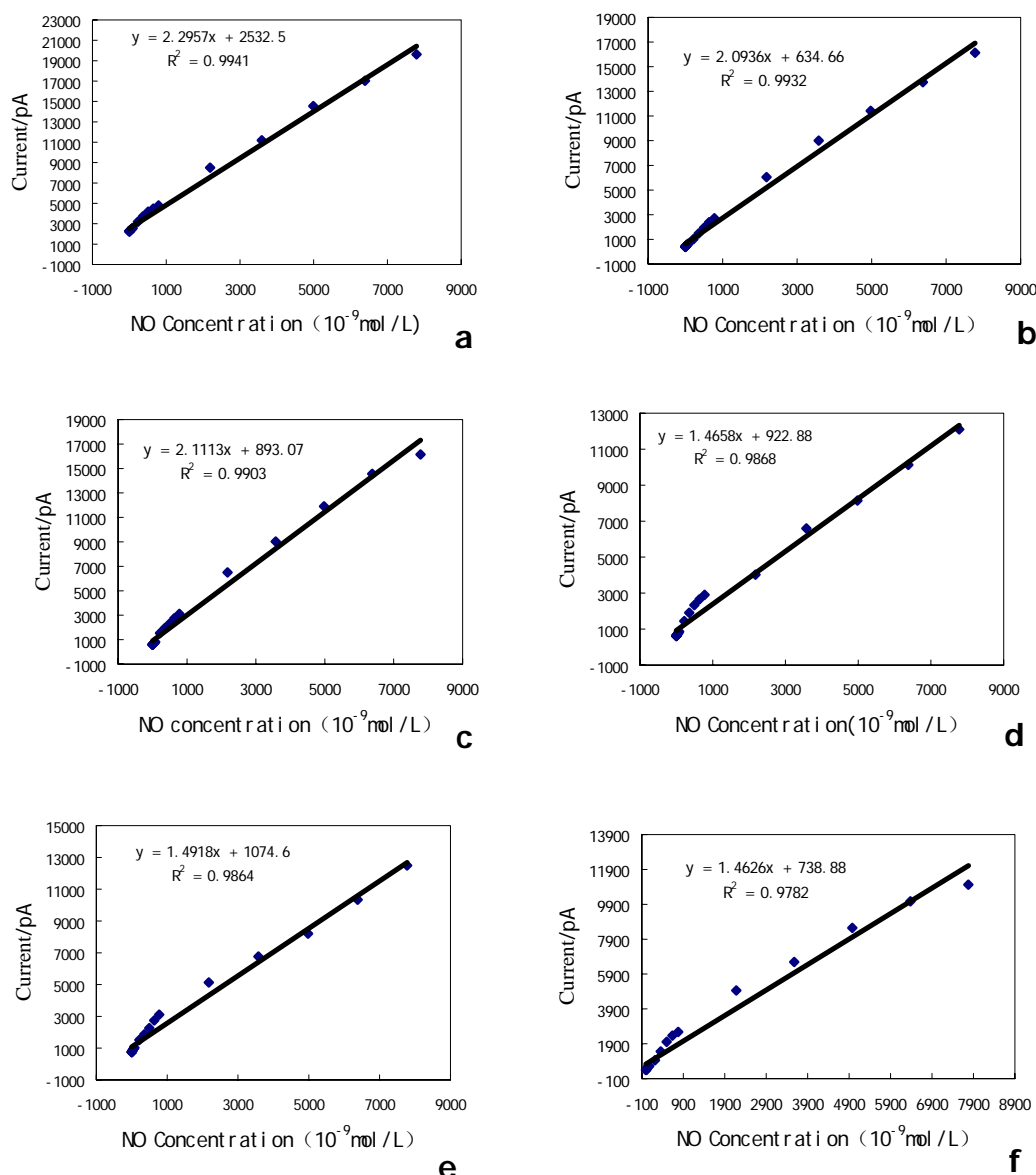 y = 2.2957x + 2532.5
R² = 0.9941
23000
21000
19000
17000
15000
13000
11000
9000
7000
5000
3000
1000
-1000
Current/pA
-1000 1000 3000 5000 7000 9000
NO Concentration (10⁻⁹mol/L)
a
y = 2.0936x + 634.66
R² = 0.9932
19000
17000
15000
13000
11000
9000
7000
5000
3000
1000
-1000
Current/pA
-1000 1000 3000 5000 7000 9000
NO Concentration (10⁻⁹mol/L)
b
y = 2.1113x + 893.07
R² = 0.9903
19000
17000
15000
13000
11000
9000
7000
5000
3000
1000
-1000
Current/pA
-1000 1000 3000 5000 7000 9000
NO concentration (10⁻⁹mol/L)
c
y = 1.4658x + 922.88
R² = 0.9868
13000
11000
9000
7000
5000
3000
1000
-1000
Current/pA
-1000 1000 3000 5000 7000 9000
NO Concentration(10⁻⁹mol/L)
d
y = 1.4918x + 1074.6
R² = 0.9864
15000
13000
11000
9000
7000
5000
3000
1000
-1000
Current/pA
-1000 1000 3000 5000 7000 9000
NO Concentration (10⁻⁹mol/L)
e
y = 1.4626x + 738.88
R² = 0.9782
13900
11900
9900
7900
5900
3900
1900
-100
Current/pA
-100 900 1900 2900 3900 4900 5900 6900 7900 8900
NO Concentration (10⁻⁹mol/L)
f